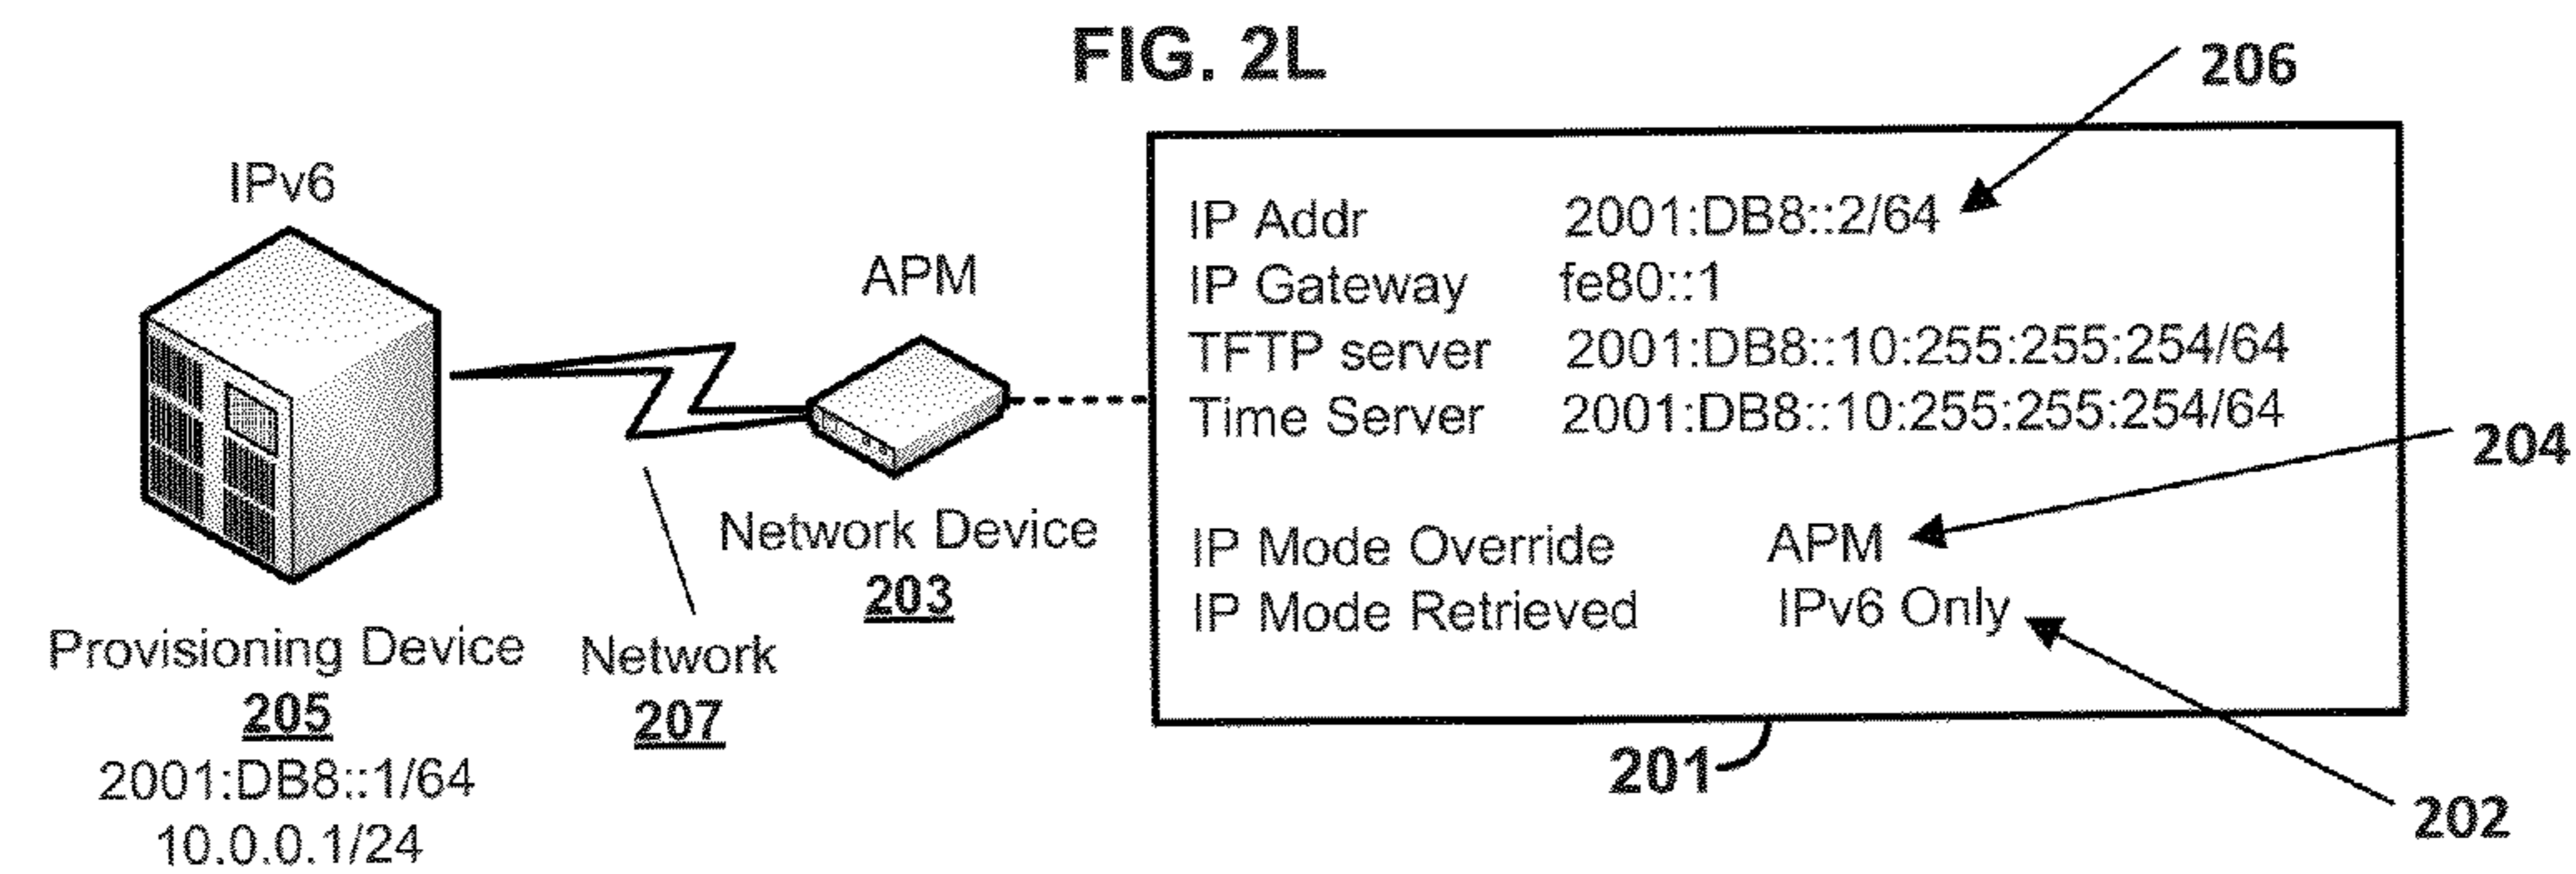 FIG. 2L
206
IPv6
APM
IP Addr 2001:DB8::2/64
IP Gateway fe80::1
TFTP server 2001:DB8::10:255:255:254/64
Time Server 2001:DB8::10:255:255:254/64
204
IP Mode Override APM
IP Mode Retrieved IPv6 Only
Network Device
203
Provisioning Device
205
2001:DB8::1/64
10.0.0.1/24
Network
207
201
202